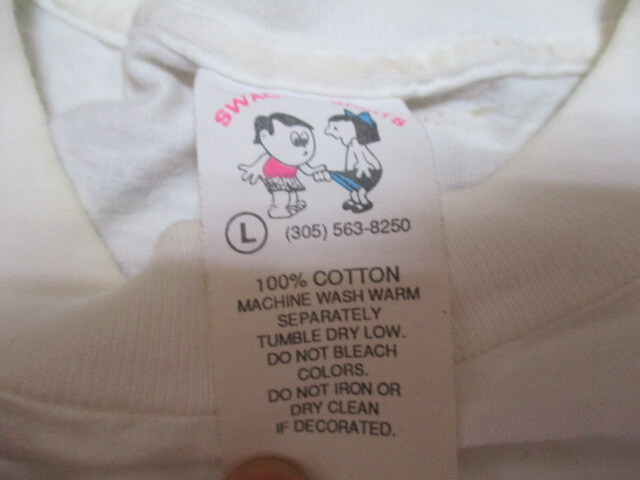 L (305) 563-8250
100% COTTON
MACHINE WASH WARM
SEPARATELY
TUMBLE DRY LOW.
DO NOT BLEACH
COLORS.
DO NOT IRON OR
DRY CLEAN
IF DECORATED.